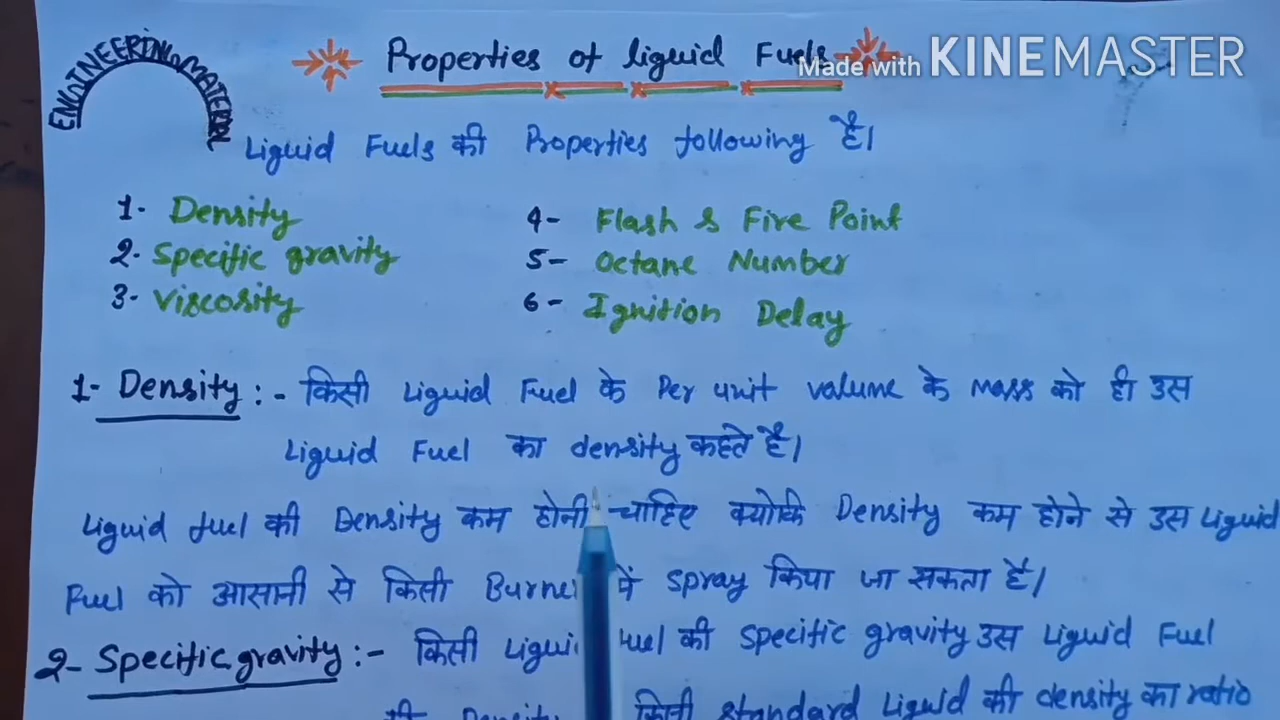 ENGINEERING MATERI
Properties of liquid Fuels
Made with KINEMASTER
Liquid Fuels की Properties following है।
1- Density
2- Specific gravity
3- Viscosity
4- Flash & Fire Point
5- Octane Number
6- Ignition Delay
1- Density :- किसी Liquid Fuel के Per unit volume के mass को ही उस
Liquid Fuel का density कहते है।
Liquid fuel की Density कम होनी चाहिए क्योकि Density कम होने से उस Liquid
Fuel को आसानी से किसी Burner में spray किया जा सकता है।
2- Specific gravity :- किसी Liquid Fuel की specific gravity उस Liquid Fuel
की Density किसी standard Liquid की density का ratio